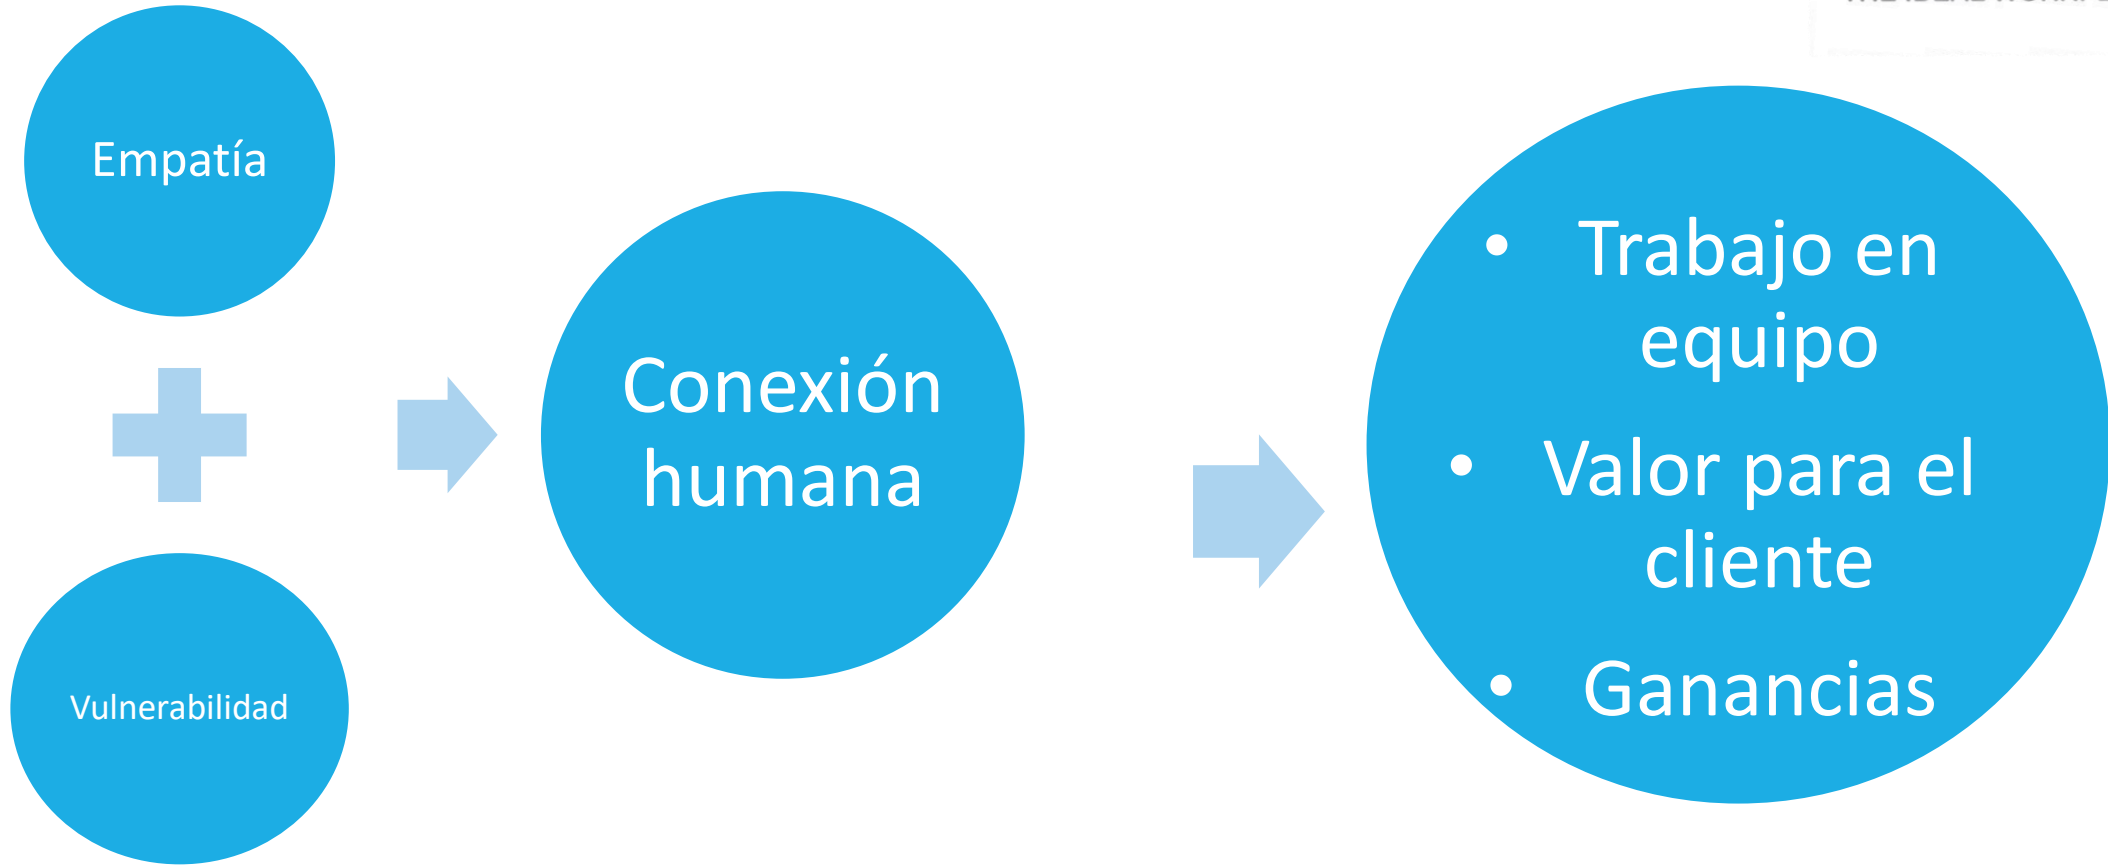 Empatía
Vulnerabilidad
Conexión
humana
• Trabajo en
equipo
• Valor para el
cliente
• Ganancias